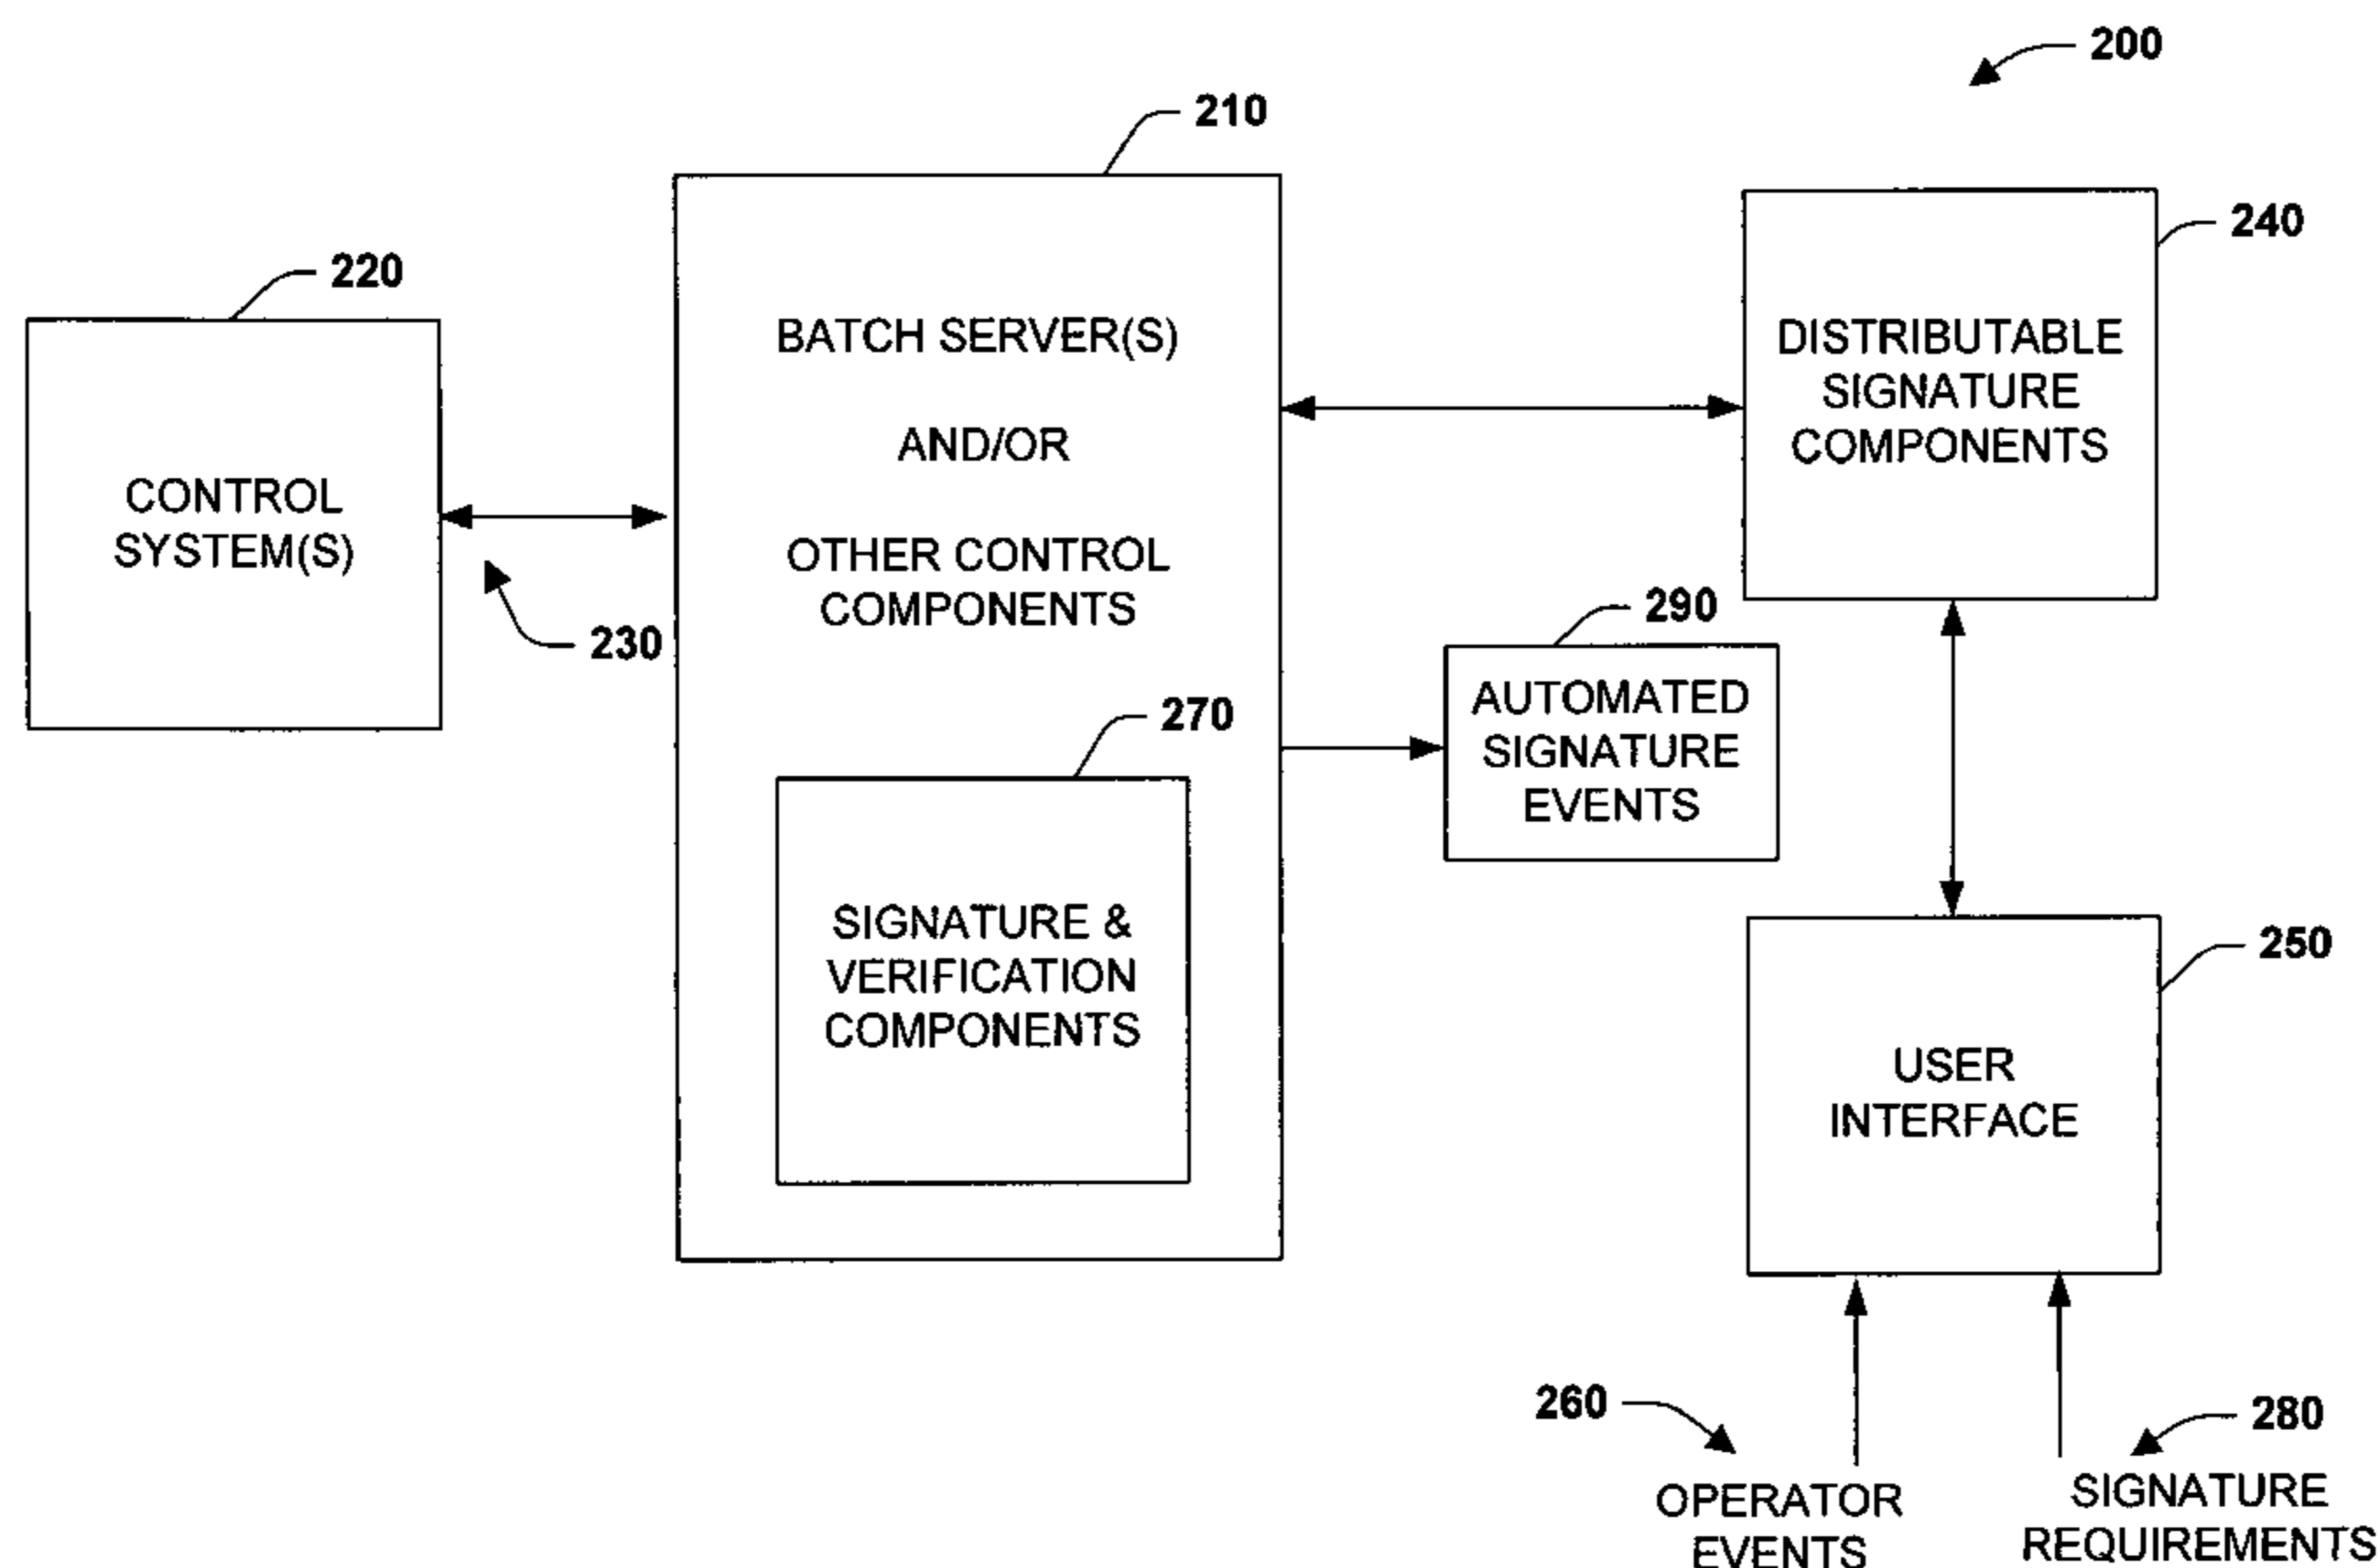 200
210
220
CONTROL
SYSTEM(S)
230
BATCH SERVER(S)
AND/OR
OTHER CONTROL
COMPONENTS
270
SIGNATURE &
VERIFICATION
COMPONENTS
240
DISTRIBUTABLE
SIGNATURE
COMPONENTS
290
AUTOMATED
SIGNATURE
EVENTS
250
USER
INTERFACE
260
OPERATOR
EVENTS
280
SIGNATURE
REQUIREMENTS